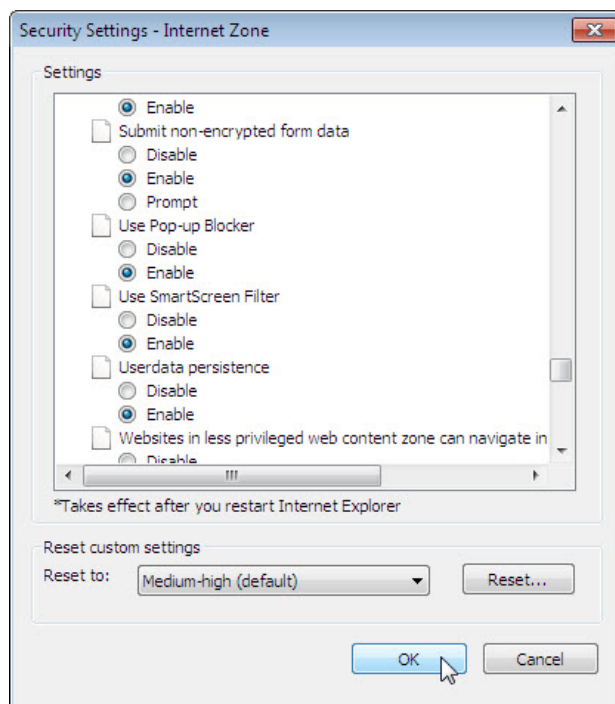 Security Settings - Internet Zone
Settings
Enable
Submit non-encrypted form data
Disable
Enable
Prompt
Use Pop-up Blocker
Disable
Enable
Use SmartScreen Filter
Disable
Enable
Userdata persistence
Disable
Enable
Websites in less privileged web content zone can navigate in
Disable
*Takes effect after you restart Internet Explorer
Reset custom settings
Reset to: Medium-high (default) Reset...
OK Cancel